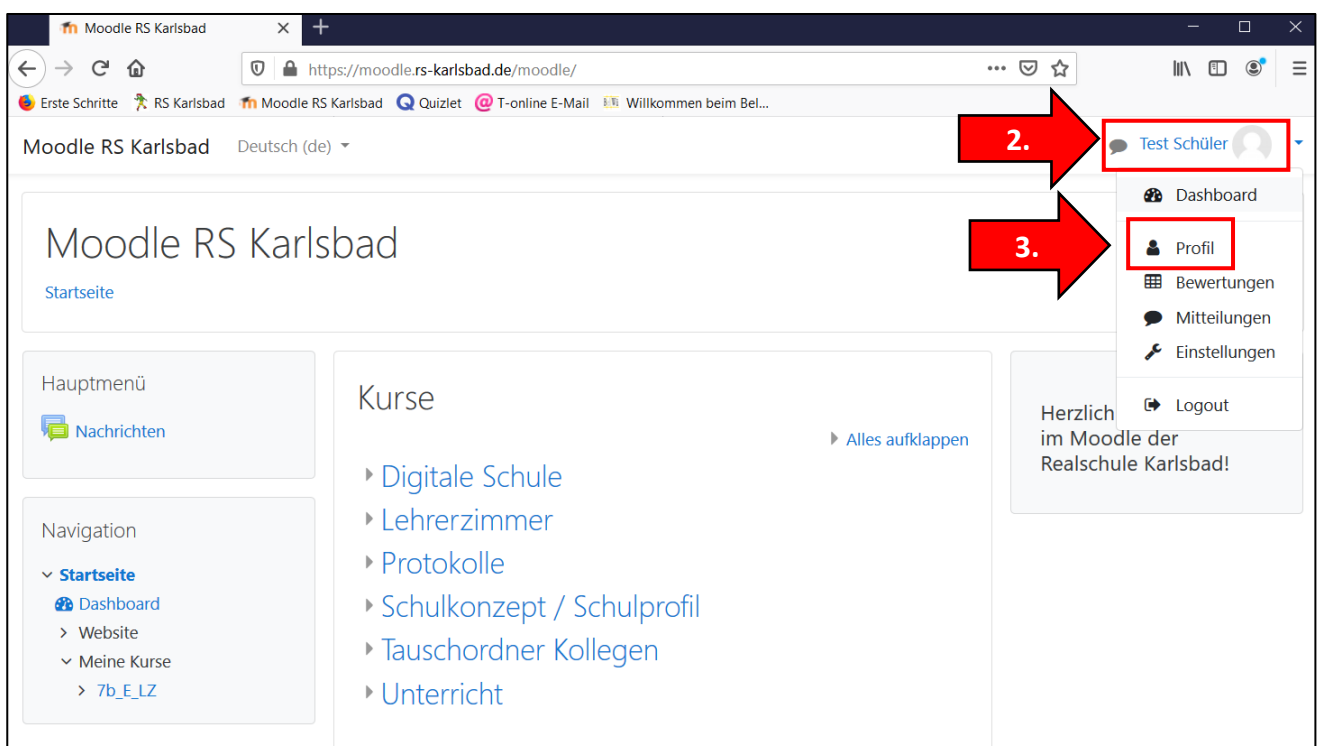 Moodle RS Karlsbad
https://moodle.rs-karlsbad.de/moodle/
Erste Schritte RS Karlsbad Moodle RS Karlsbad Quizlet T-online E-Mail Willkommen beim Bel...
Moodle RS Karlsbad Deutsch (de)
2.
Test Schüler
Dashboard
3.
Profil
Bewertungen
Mitteilungen
Einstellungen
Logout
Moodle RS Karlsbad
Startseite
Hauptmenü
Nachrichten
Navigation
Startseite
Dashboard
Website
Meine Kurse
7b_E_LZ
Kurse
Alles aufklappen
Digitale Schule
Lehrerzimmer
Protokolle
Schulkonzept / Schulprofil
Tauschordner Kollegen
Unterricht
Herzlich
im Moodle der
Realschule Karlsbad!